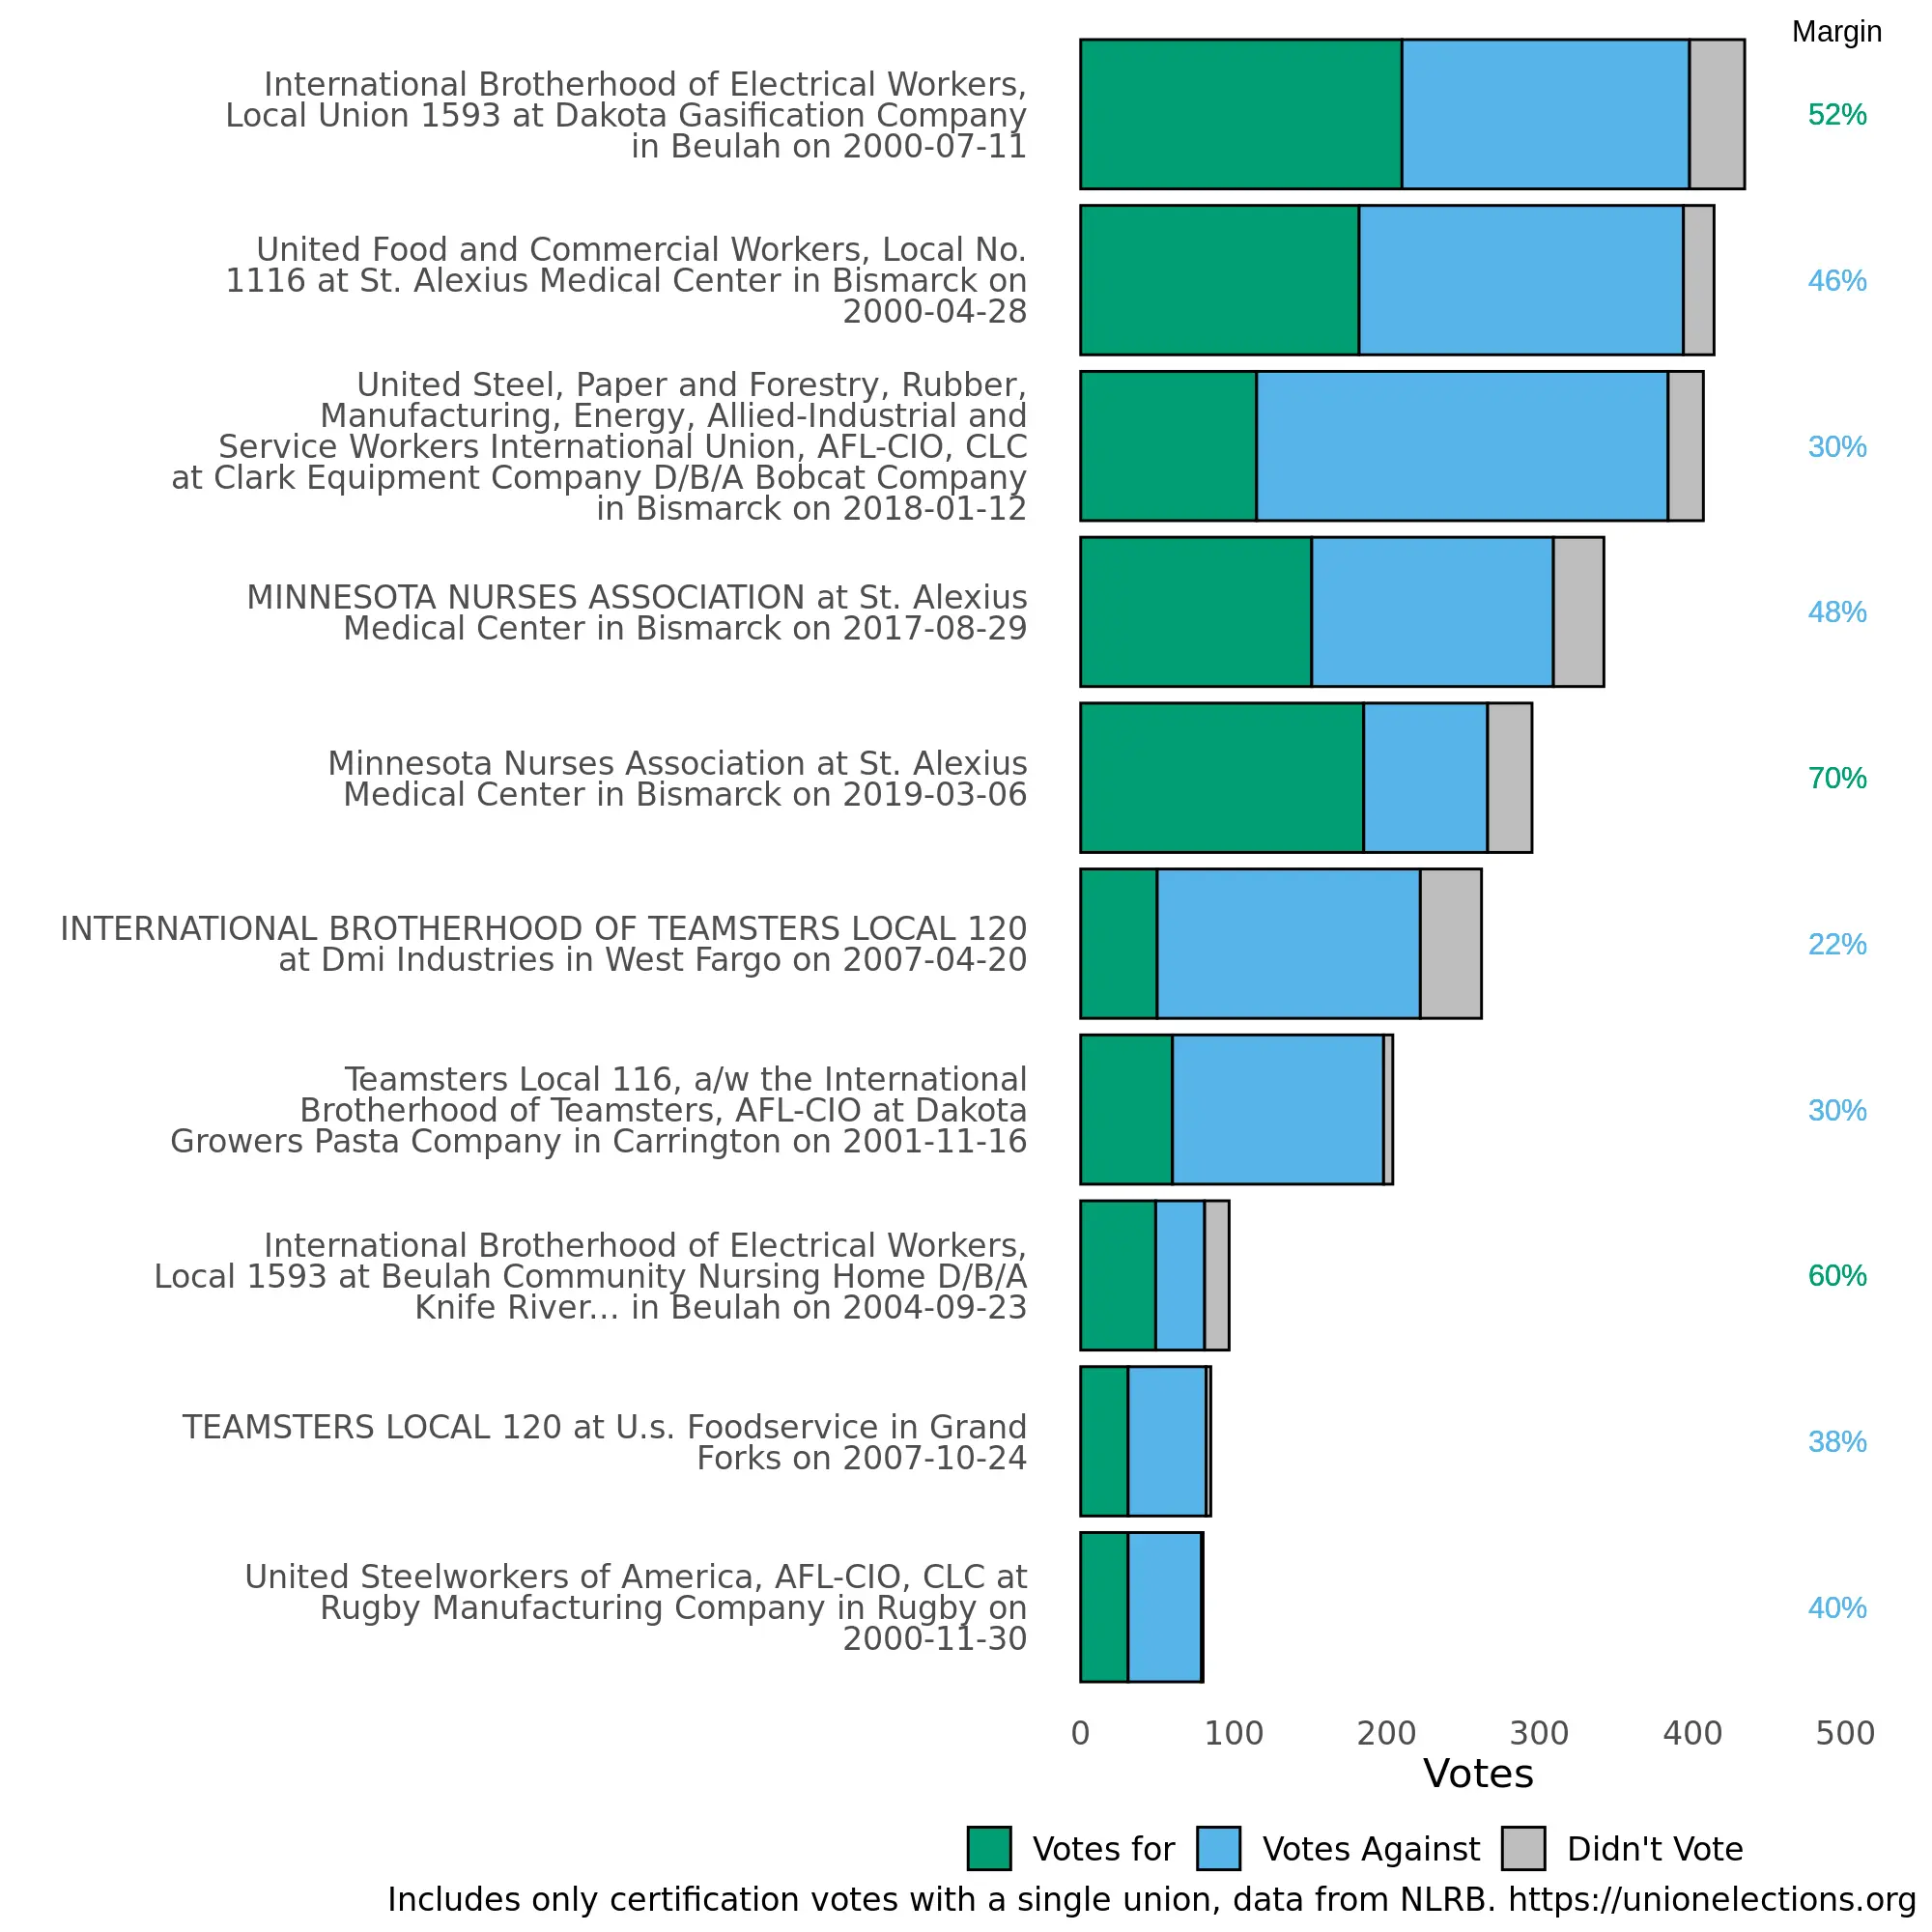 Margin
International Brotherhood of Electrical Workers,
Local Union 1593 at Dakota Gasification Company
in Beulah on 2000-07-11
52%
United Food and Commercial Workers, Local No.
1116 at St. Alexius Medical Center in Bismarck on
2000-04-28
46%
United Steel, Paper and Forestry, Rubber,
Manufacturing, Energy, Allied-Industrial and
Service Workers International Union, AFL-CIO, CLC
at Clark Equipment Company D/B/A Bobcat Company
in Bismarck on 2018-01-12
30%
MINNESOTA NURSES ASSOCIATION at St. Alexius
Medical Center in Bismarck on 2017-08-29
48%
Minnesota Nurses Association at St. Alexius
Medical Center in Bismarck on 2019-03-06
70%
INTERNATIONAL BROTHERHOOD OF TEAMSTERS LOCAL 120
at Dmi Industries in West Fargo on 2007-04-20
22%
Teamsters Local 116, a/w the International
Brotherhood of Teamsters, AFL-CIO at Dakota
Growers Pasta Company in Carrington on 2001-11-16
30%
International Brotherhood of Electrical Workers,
Local 1593 at Beulah Community Nursing Home D/B/A
Knife River... in Beulah on 2004-09-23
60%
TEAMSTERS LOCAL 120 at U.s. Foodservice in Grand
Forks on 2007-10-24
38%
United Steelworkers of America, AFL-CIO, CLC at
Rugby Manufacturing Company in Rugby on
2000-11-30
40%
0 100 200 300 400 500
Votes
Votes for Votes Against Didn't Vote
Includes only certification votes with a single union, data from NLRB. https://unionelections.org